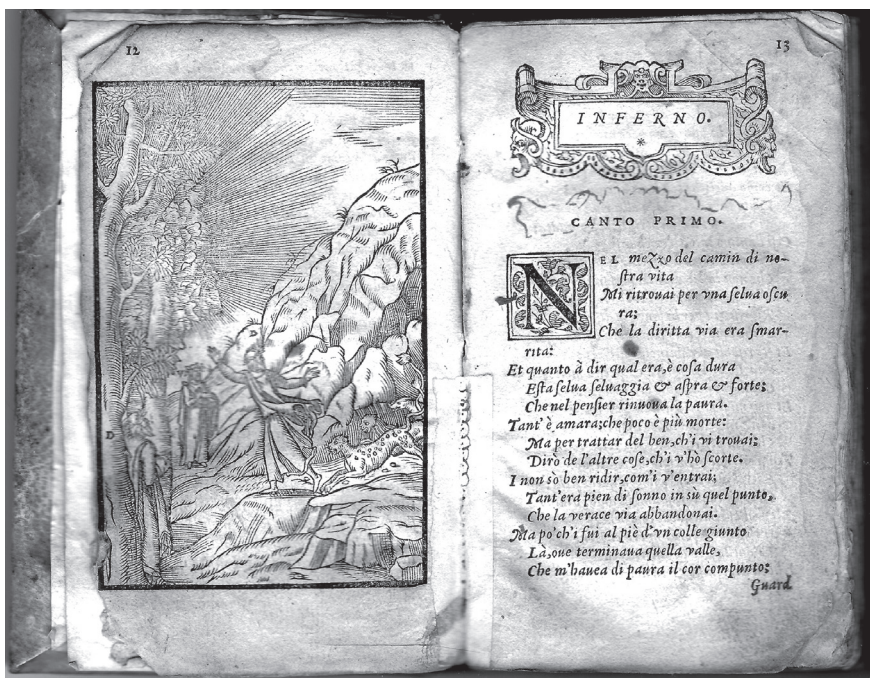 12
D
13
INFERNO.
*
CANTO PRIMO.
NEL mezzo del camin di no-
ſtra vita
Mi ritrouai per vna ſelua oſcu
ra;
Che la diritta via era ſmar-
rita:
Et quanto à dir qual era, è coſa dura
Eſta ſelua ſeluaggia & aſpra & forte;
Che nel penſier rinuoua la paura.
Tant' è amara; che poco è più morte:
Ma per trattar del ben, ch'i vi trouai;
Dirò de l'altre coſe, ch'i v'hò ſcorte.
I non sò ben ridir, com'i v'entrai;
Tant'era pien di ſonno in sù quel punto,
Che la verace via abbandonai.
Ma po'ch'i fui al piè d'vn colle giunto
Là, oue terminaua quella valle,
Che m'hauea di paura il cor compunto;
Guard